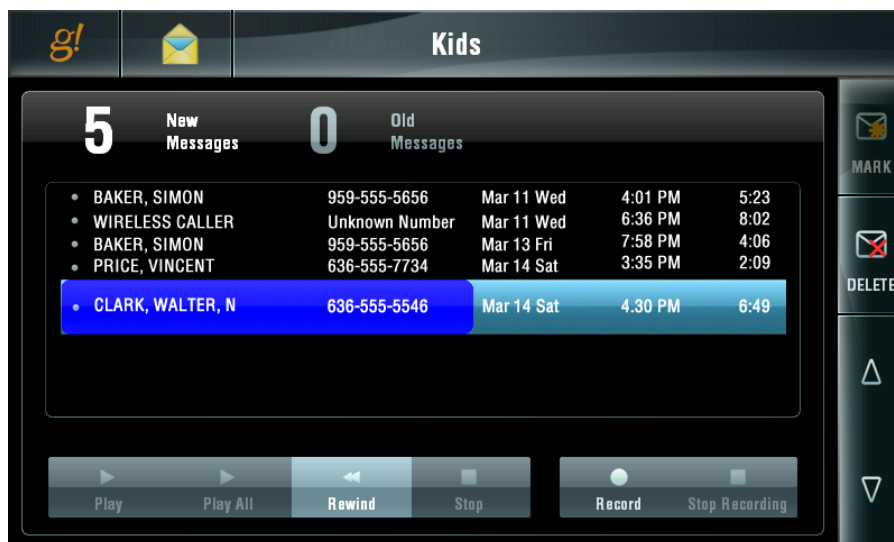 g!
Kids
5 New Messages 0 Old Messages
BAKER, SIMON 959-555-5656 Mar 11 Wed 4:01 PM 5:23
WIRELESS CALLER Unknown Number Mar 11 Wed 6:36 PM 8:02
BAKER, SIMON 959-555-5656 Mar 13 Fri 7:58 PM 4:06
PRICE, VINCENT 636-555-7734 Mar 14 Sat 3:35 PM 2:09
CLARK, WALTER, N 636-555-5546 Mar 14 Sat 4.30 PM 6:49
Play Play All Rewind Stop Record Stop Recording
MARK
DELETE